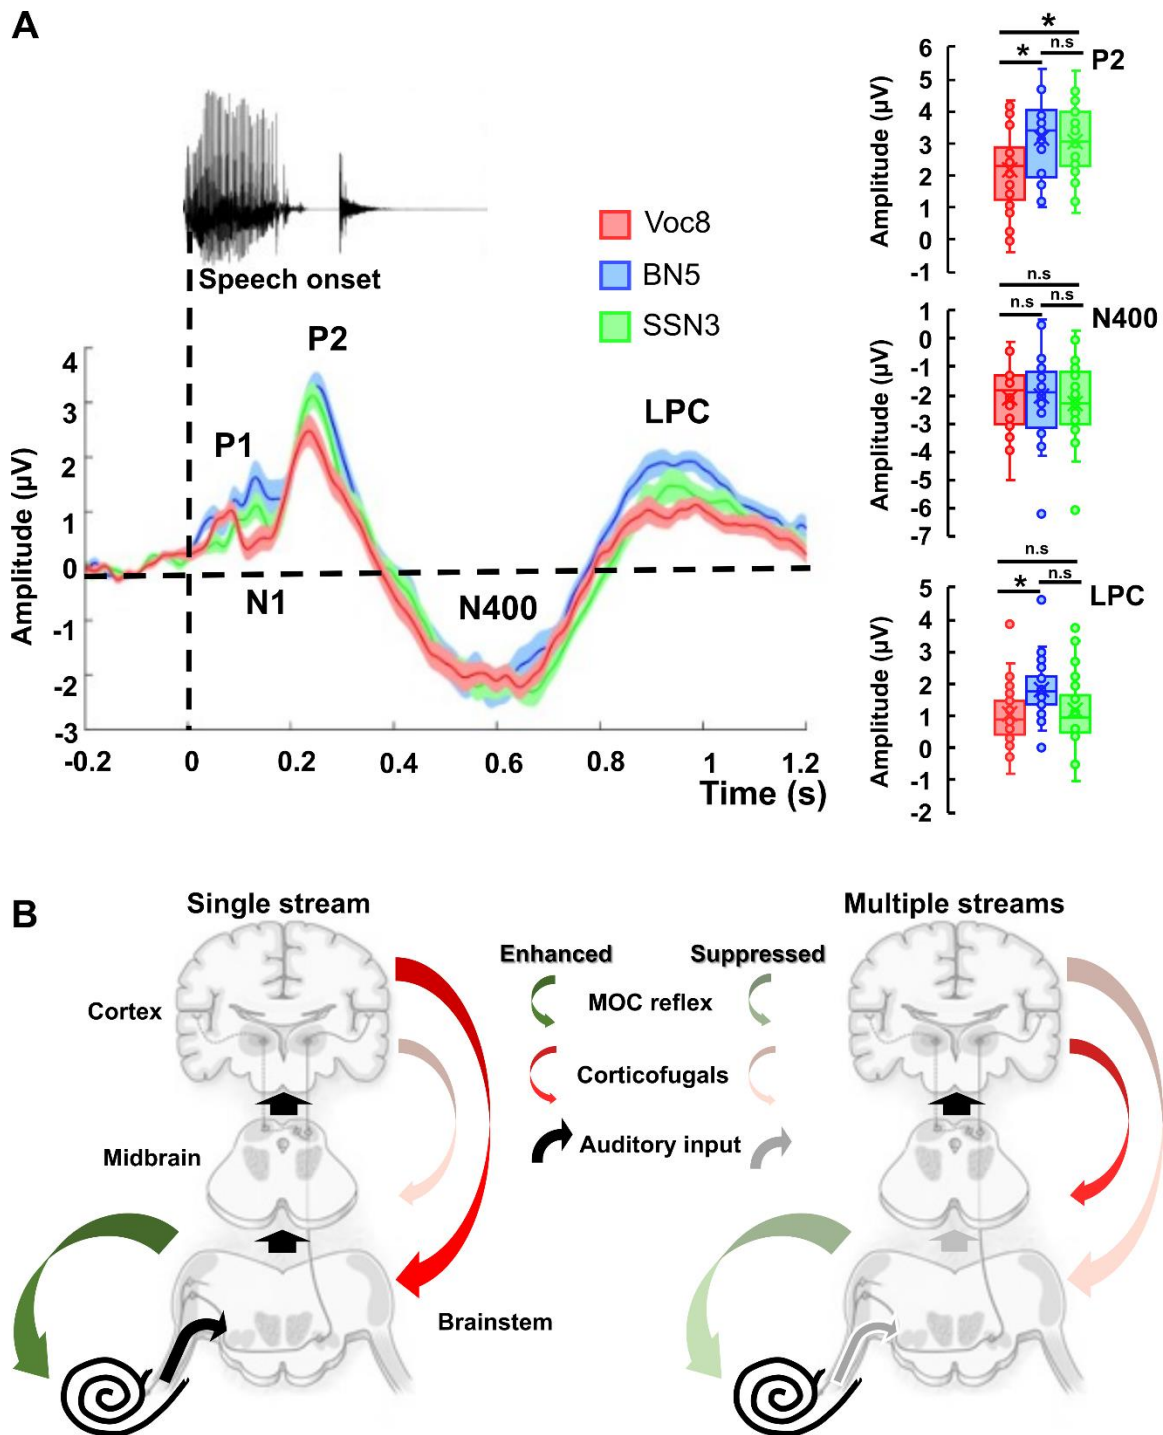 A
Speech onset
Voc8
BN5
SSN3
Amplitude (µV)
4
3
2
1
0
-1
-2
-3
-0.2
0
0.2
0.4
0.6
0.8
1
1.2
Time (s)
P1
N1
P2
N400
LPC
P2
Amplitude (µV)
6
5
4
3
2
1
0
-1
*
*
n.s
N400
Amplitude (µV)
1
0
-1
-2
-3
-4
-5
-6
-7
n.s
n.s
n.s
LPC
Amplitude (µV)
5
4
3
2
1
0
-1
-2
n.s
*
n.s
B
Single stream
Multiple streams
Enhanced
Suppressed
MOC reflex
Corticofugals
Auditory input
Cortex
Midbrain
Brainstem